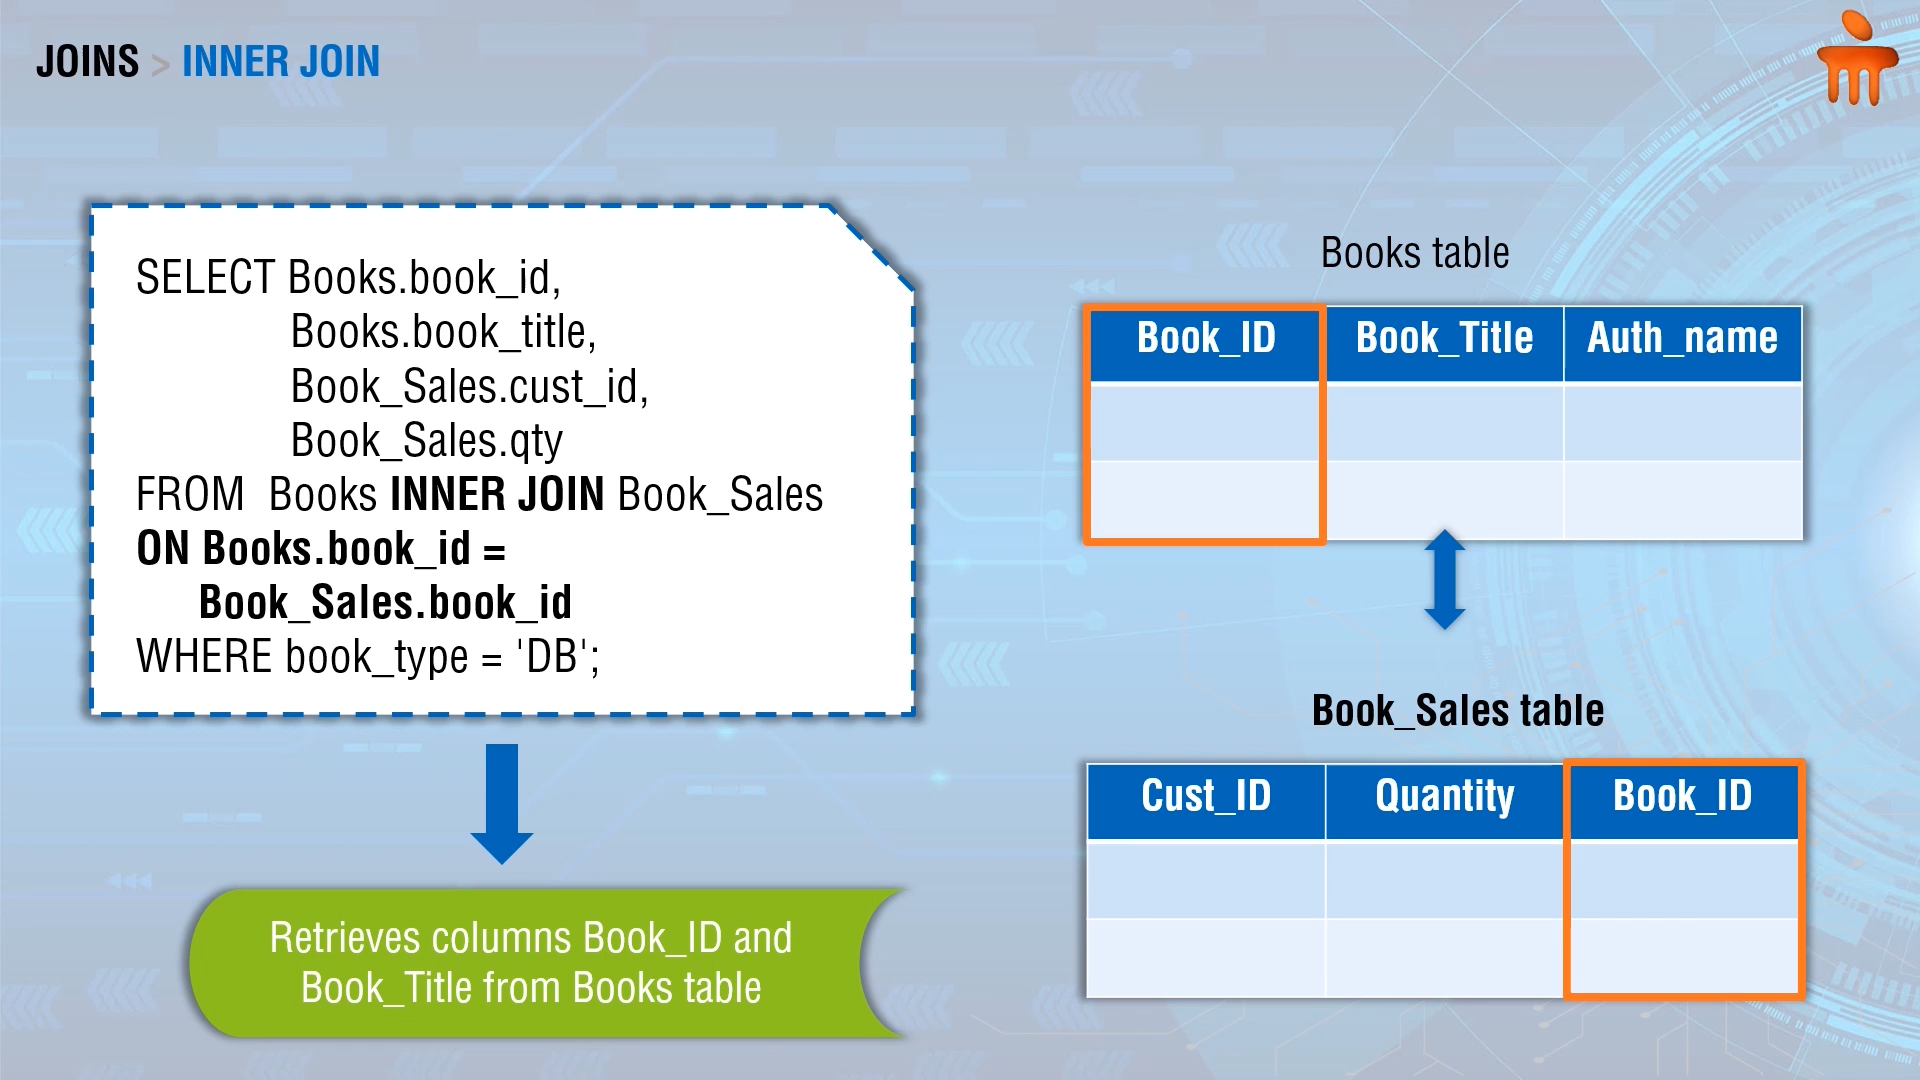 JOINS > INNER JOIN
SELECT Books.book_id,
Books.book_title,
Book_Sales.cust_id,
Book_Sales.qty
FROM Books INNER JOIN Book_Sales
ON Books.book_id =
Book_Sales.book_id
WHERE book_type = 'DB';
Retrieves columns Book_ID and
Book_Title from Books table
Books table
Book_ID Book_Title Auth_name
Book_Sales table
Cust_ID Quantity Book_ID